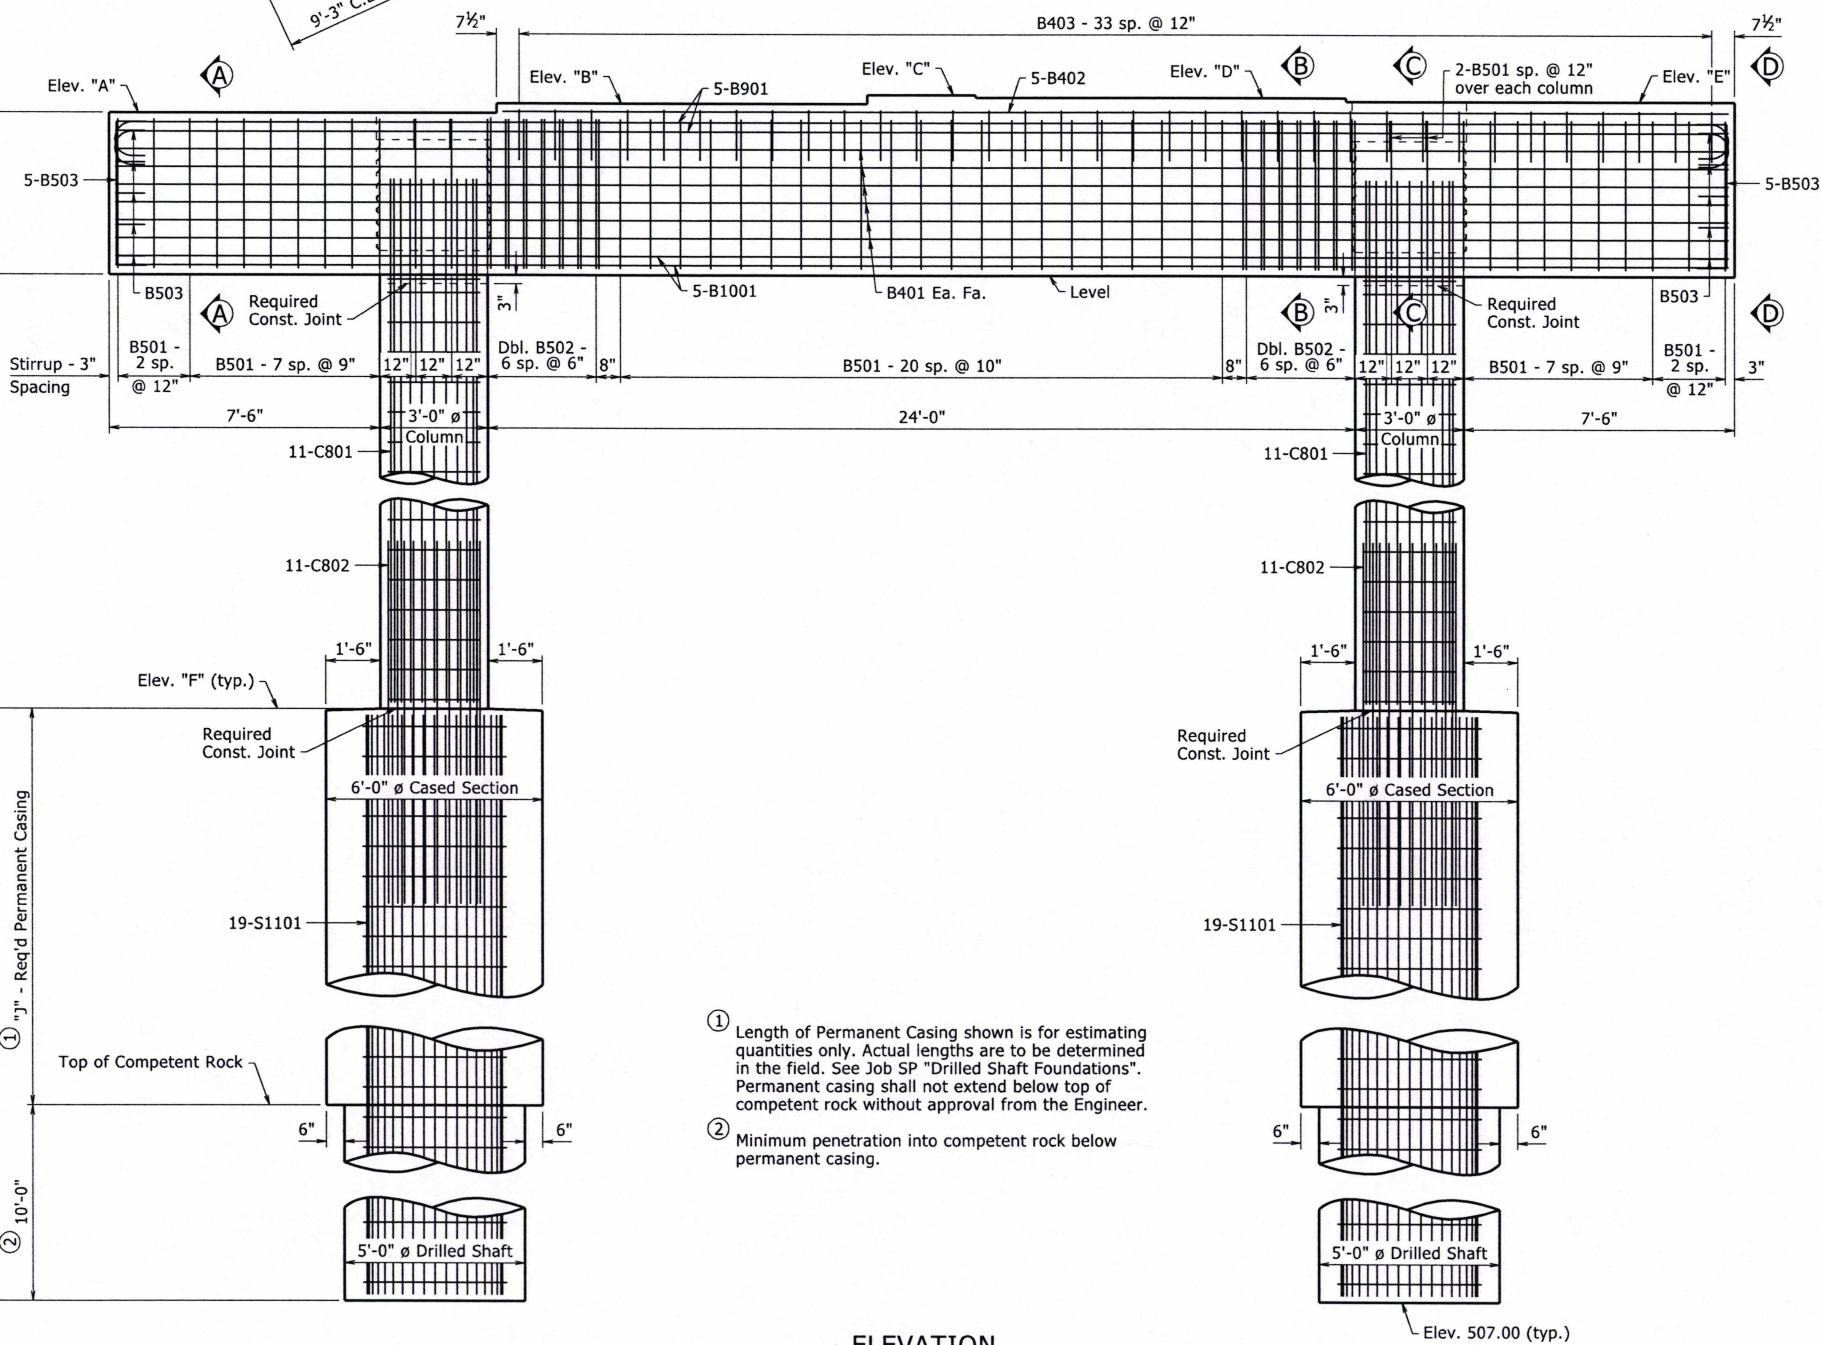 9'-3" C.
7½"
B403 - 33 sp. @ 12"
7½"
A
B
C
D
Elev. "A"
Elev. "B"
5-B901
Elev. "C"
5-B402
Elev. "D"
2-B501 sp. @ 12"
over each column
Elev. "E"
5-B503
5-B503
B503
A
Required
Const. Joint
3"
5-B1001
B401 Ea. Fa.
Level
B
3"
C
Required
Const. Joint
B503
D
Stirrup - 3"
Spacing
B501 -
2 sp.
@ 12"
B501 - 7 sp. @ 9"
12"
12"
12"
Dbl. B502 -
6 sp. @ 6"
8"
B501 - 20 sp. @ 10"
8"
Dbl. B502 -
6 sp. @ 6"
12"
12"
12"
B501 - 7 sp. @ 9"
B501 -
2 sp.
@ 12"
3"
7'-6"
3'-0" ø
Column
24'-0"
3'-0" ø
Column
7'-6"
11-C801
11-C801
11-C802
11-C802
1'-6"
1'-6"
1'-6"
1'-6"
Elev. "F" (typ.)
Required
Const. Joint
Required
Const. Joint
6'-0" ø Cased Section
6'-0" ø Cased Section
1 "J" - Req'd Permanent Casing
19-S1101
19-S1101
Top of Competent Rock
1 Length of Permanent Casing shown is for estimating
quantities only. Actual lengths are to be determined
in the field. See Job SP "Drilled Shaft Foundations".
Permanent casing shall not extend below top of
competent rock without approval from the Engineer.
2 Minimum penetration into competent rock below
permanent casing.
6"
6"
6"
6"
2 10'-0"
5'-0" ø Drilled Shaft
5'-0" ø Drilled Shaft
Elev. 507.00 (typ.)
ELEVATION